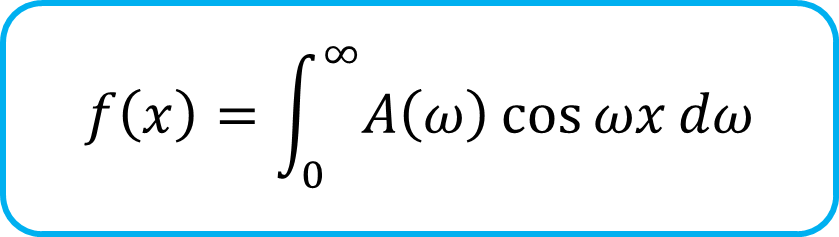 f(x) = ∫₀^∞ A(ω) cos ωx dω